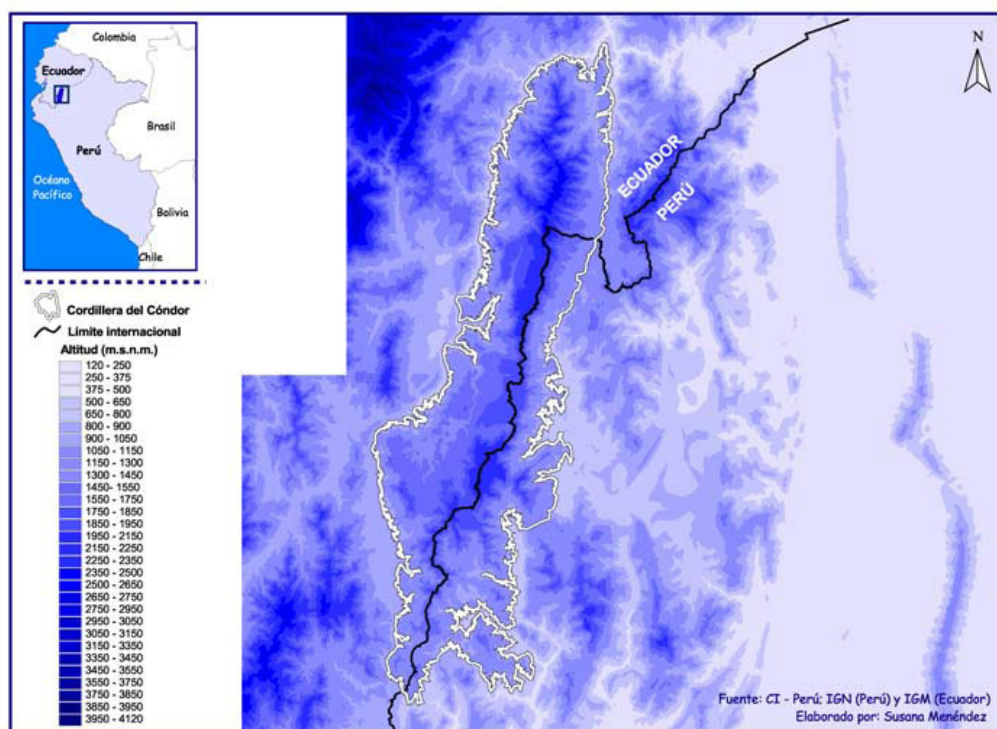 Colombia
Ecuador
Brasil
Perú
Océano
Pacífico
Bolivia
Chile
N
ECUADOR
PERÚ
Cordillera del Cóndor
Límite internacional
Altitud (m.s.n.m.)
120 - 250
250 - 375
375 - 500
500 - 650
650 - 800
800 - 900
900 - 1050
1050 - 1150
1150 - 1300
1300 - 1450
1450- 1550
1550 - 1750
1750 - 1850
1850 - 1950
1950 - 2150
2150 - 2250
2250 - 2350
2350 - 2500
2500 - 2650
2650 - 2750
2750 - 2950
2950 - 3050
3050 - 3150
3150 - 3350
3350 - 3450
3450 - 3550
3550 - 3750
3750 - 3850
3850 - 3950
3950 - 4120
Fuente: CI - Perú; IGN (Perú) y IGM (Ecuador)
Elaborado por: Susana Menéndez